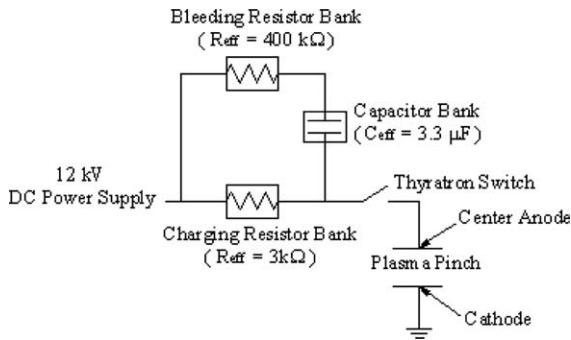 Bleeding Resistor Bank
( Reff = 400 kΩ )
Capacitor Bank
( Ceff = 3.3 µF )
12 kV
DC Power Supply
Thyratron Switch
Center Anode
Charging Resistor Bank
( Reff = 3kΩ )
Plasma Pinch
Cathode